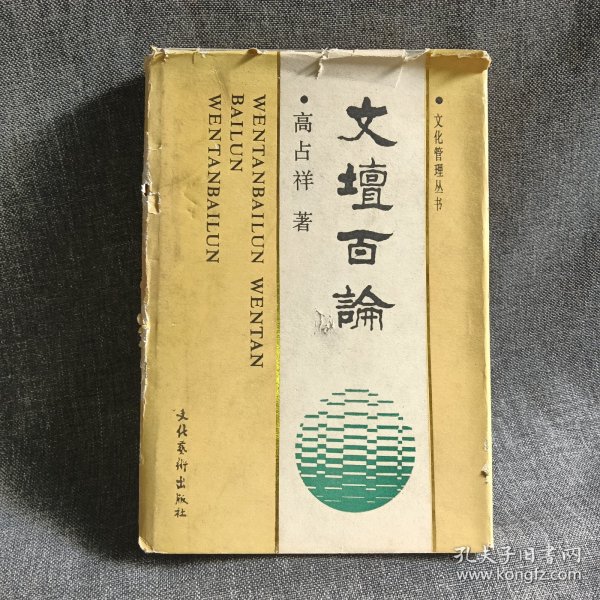 文化管理丛书
文壇百論
高占祥 著
WENTANBAILUN WENTAN
BAILUN
WENTANBAILUN
文化藝術出版社
孔夫子旧书网
www.kongfz.com